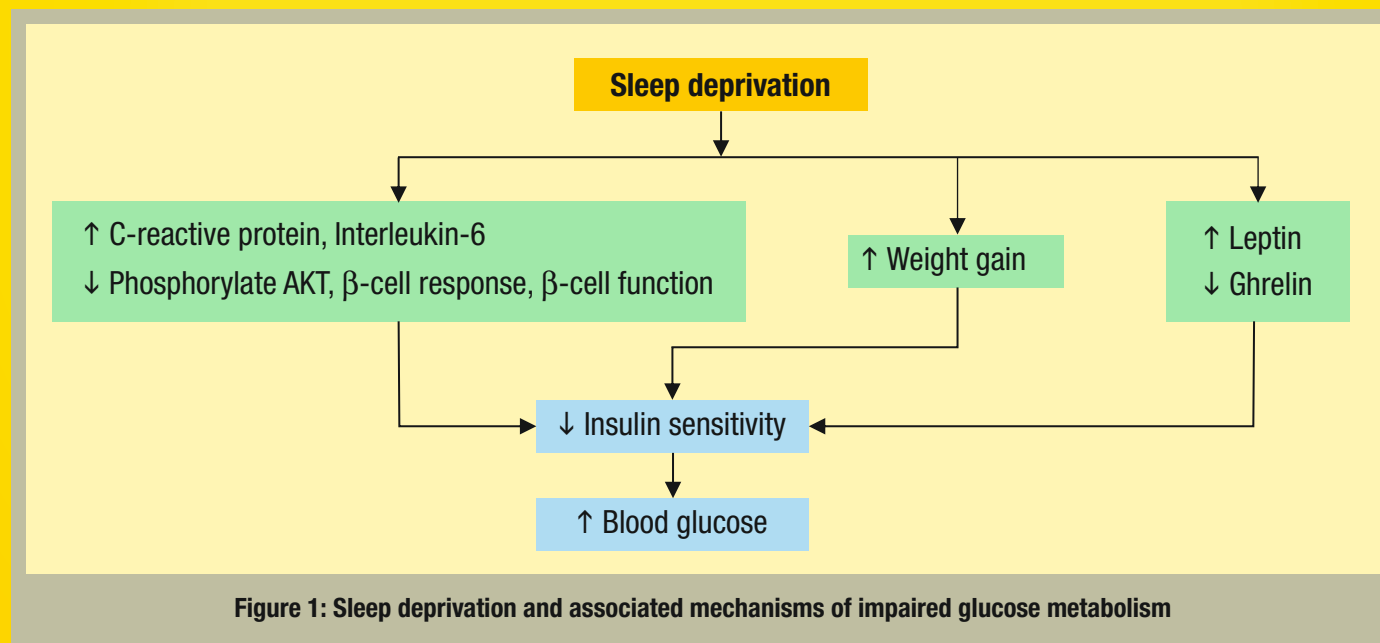 Sleep deprivation
↑ C-reactive protein, Interleukin-6
↓ Phosphorylate AKT, β-cell response, β-cell function
↑ Weight gain
↑ Leptin
↓ Ghrelin
↓ Insulin sensitivity
↑ Blood glucose
Figure 1: Sleep deprivation and associated mechanisms of impaired glucose metabolism